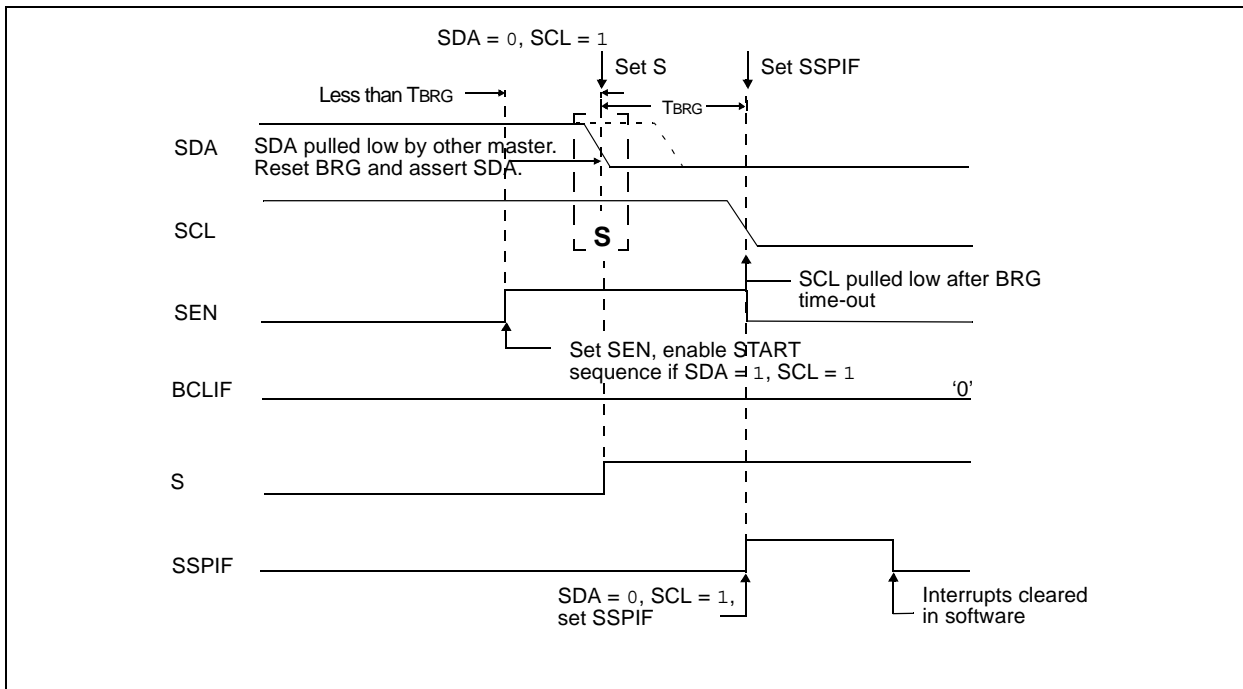 SDA = 0, SCL = 1
Set S
Set SSPIF
Less than TBRG
TBRG
SDA
SDA pulled low by other master.
Reset BRG and assert SDA.
SCL
S
SCL pulled low after BRG
time-out
SEN
Set SEN, enable START
sequence if SDA = 1, SCL = 1
BCLIF
‘0’
S
SSPIF
SDA = 0, SCL = 1,
set SSPIF
Interrupts cleared
in software